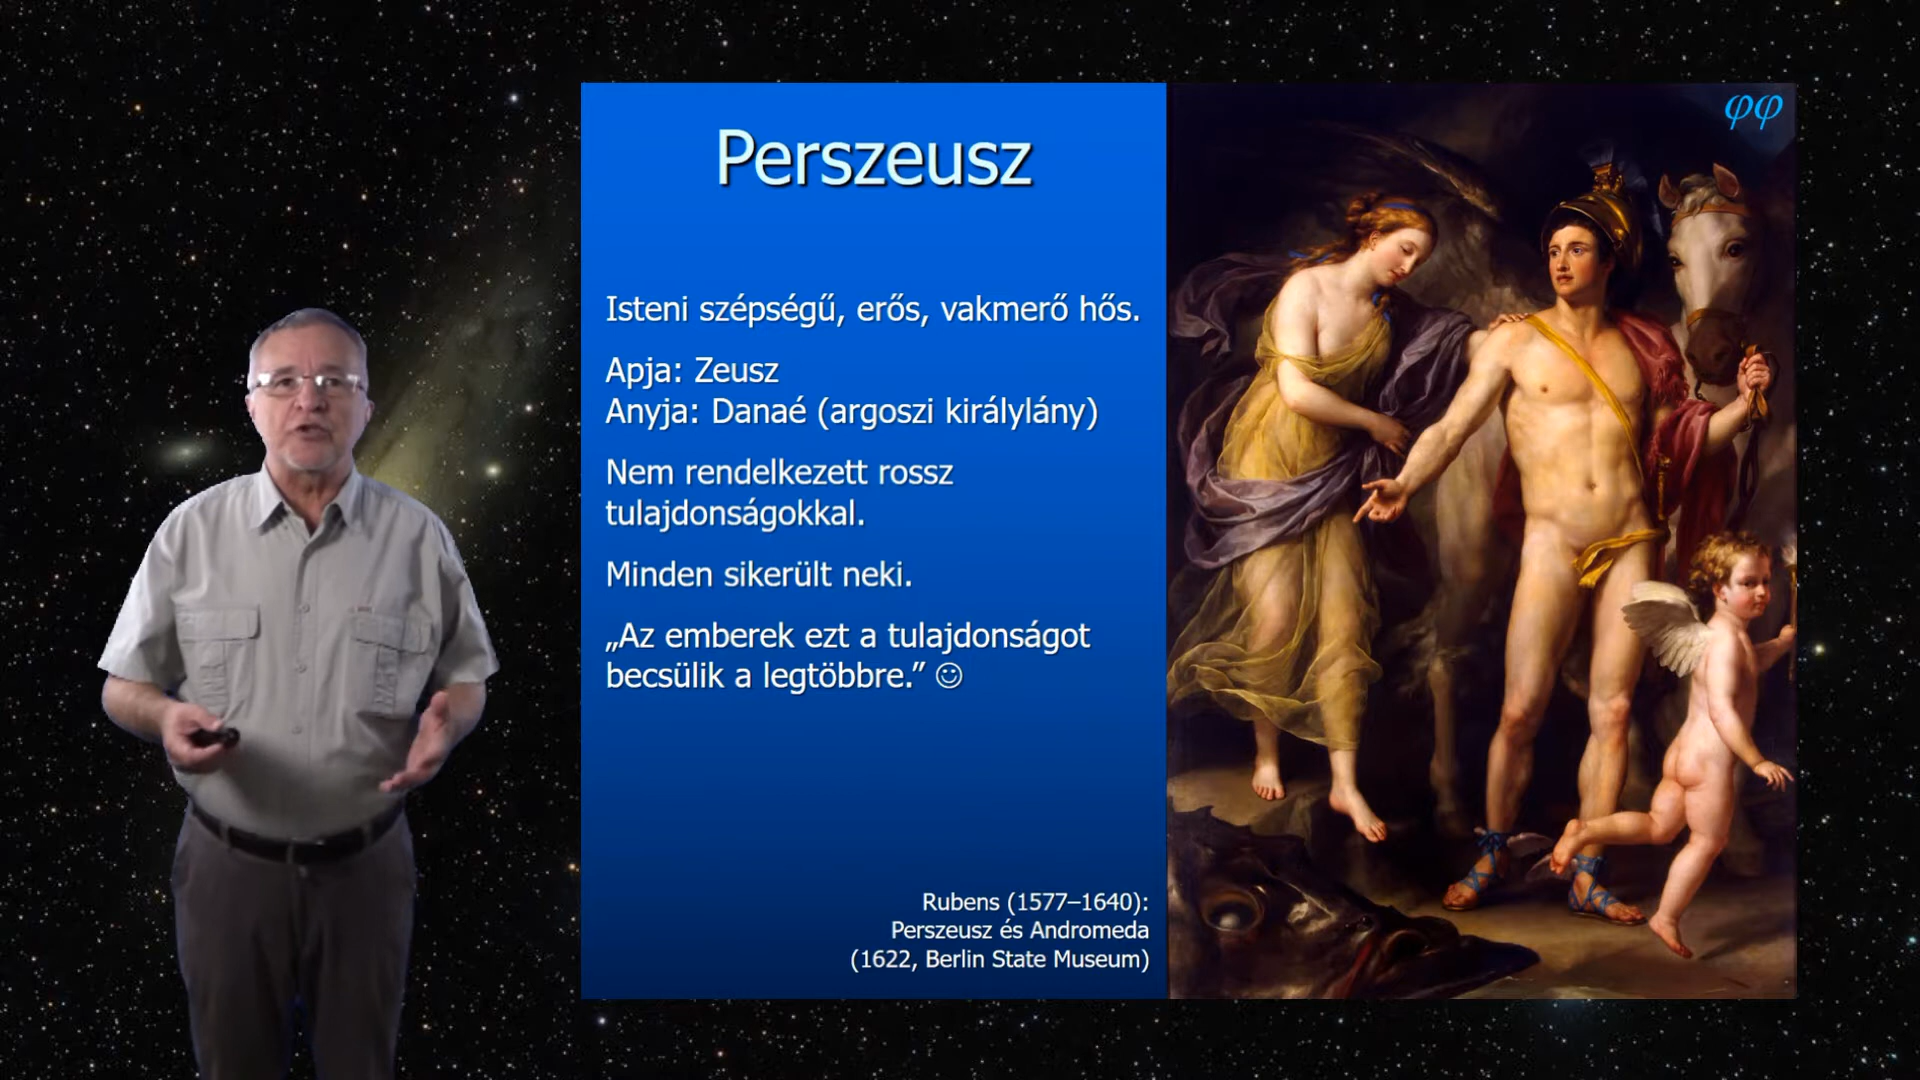 φφ
Perszeusz
Isteni szépségű, erős, vakmerő hős.
Apja: Zeusz
Anyja: Danaé (argoszi királylány)
Nem rendelkezett rossz
tulajdonságokkal.
Minden sikerült neki.
„Az emberek ezt a tulajdonságot
becsülik a legtöbbre.” ☺
Rubens (1577–1640):
Perszeusz és Andromeda
(1622, Berlin State Museum)